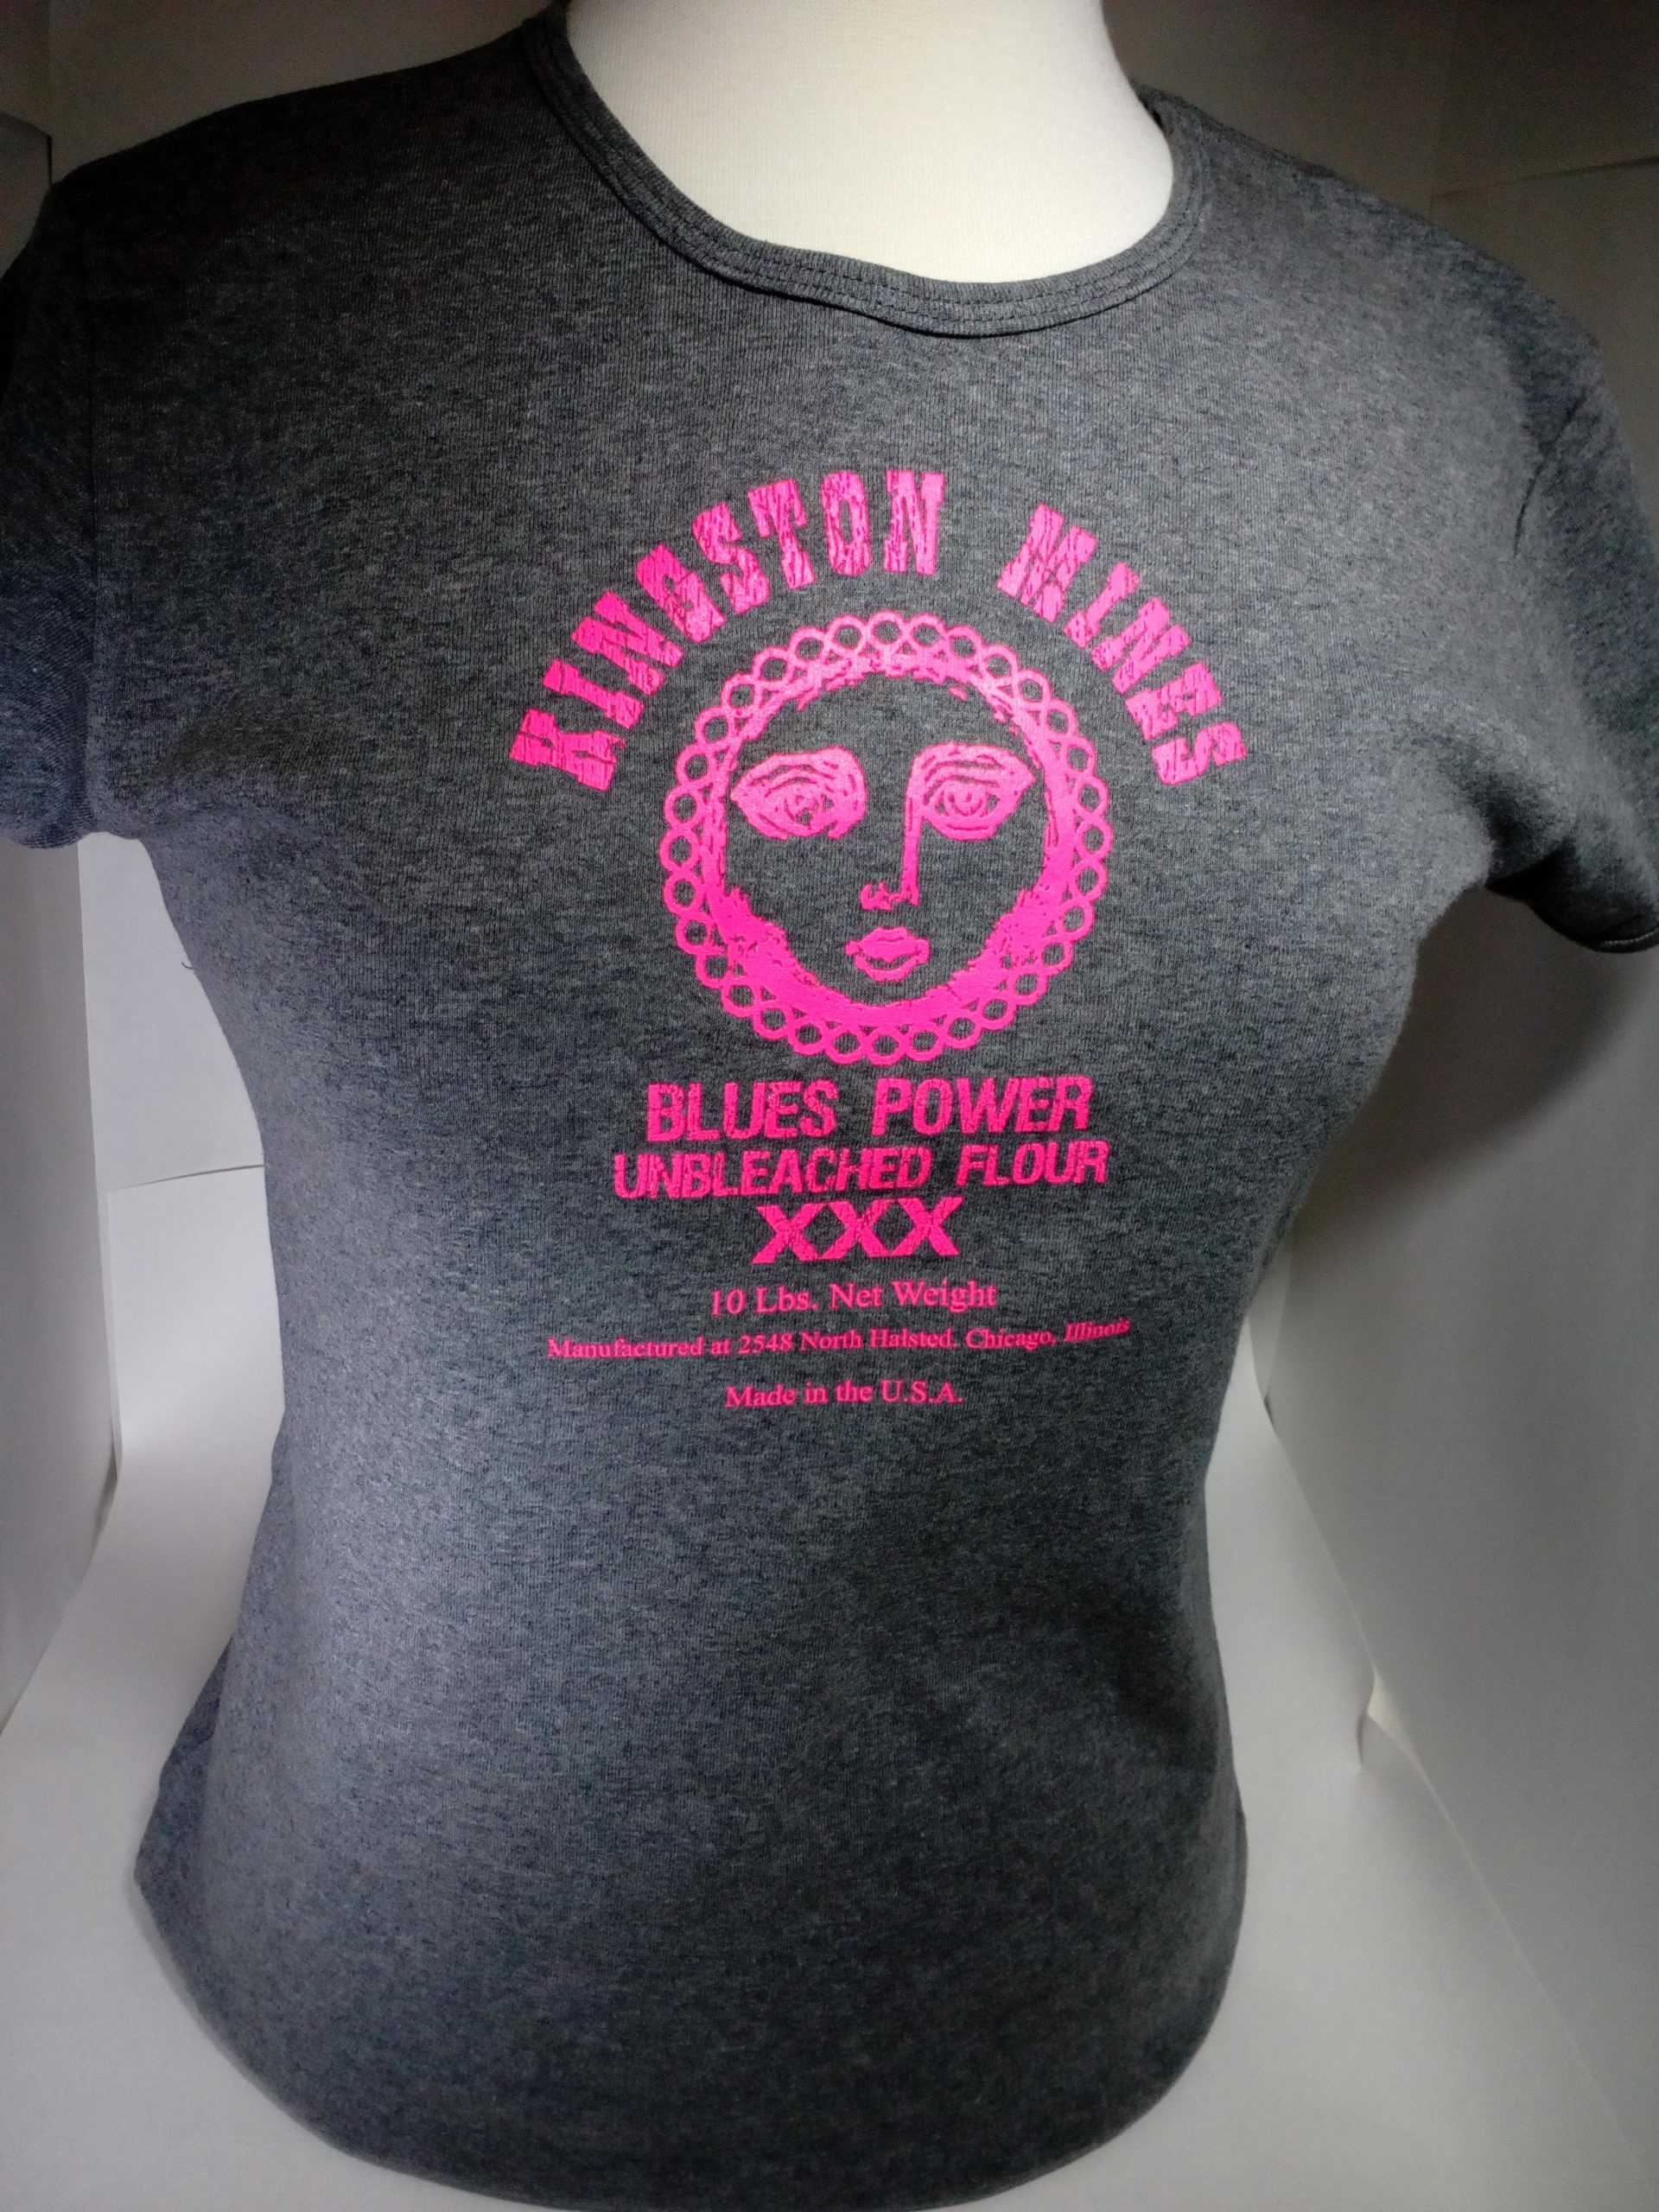 KINGSTON MINES
BLUES POWER
UNBLEACHED FLOUR
XXX
10 Lbs. Net Weight
Manufactured at 2548 North Halsted. Chicago, Illinois
Made in the U.S.A.